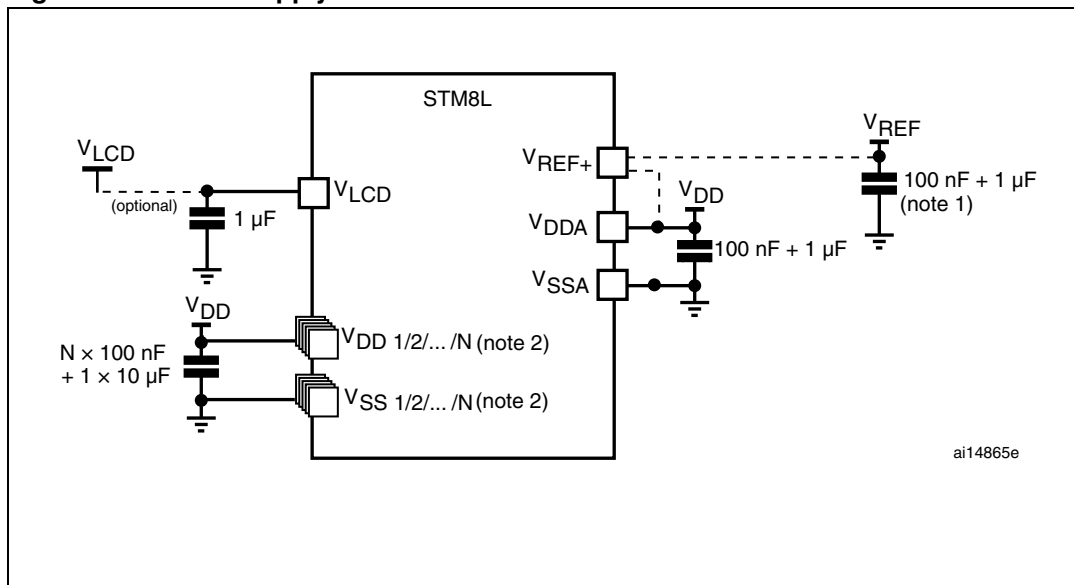 STM8L
VLCD
(optional)
1 µF
VLCD
VDD
N × 100 nF
+ 1 × 10 µF
VDD 1/2/... /N (note 2)
VSS 1/2/... /N (note 2)
VREF+
VDDA
VSSA
VDD
100 nF + 1 µF
VREF
100 nF + 1 µF
(note 1)
ai14865e